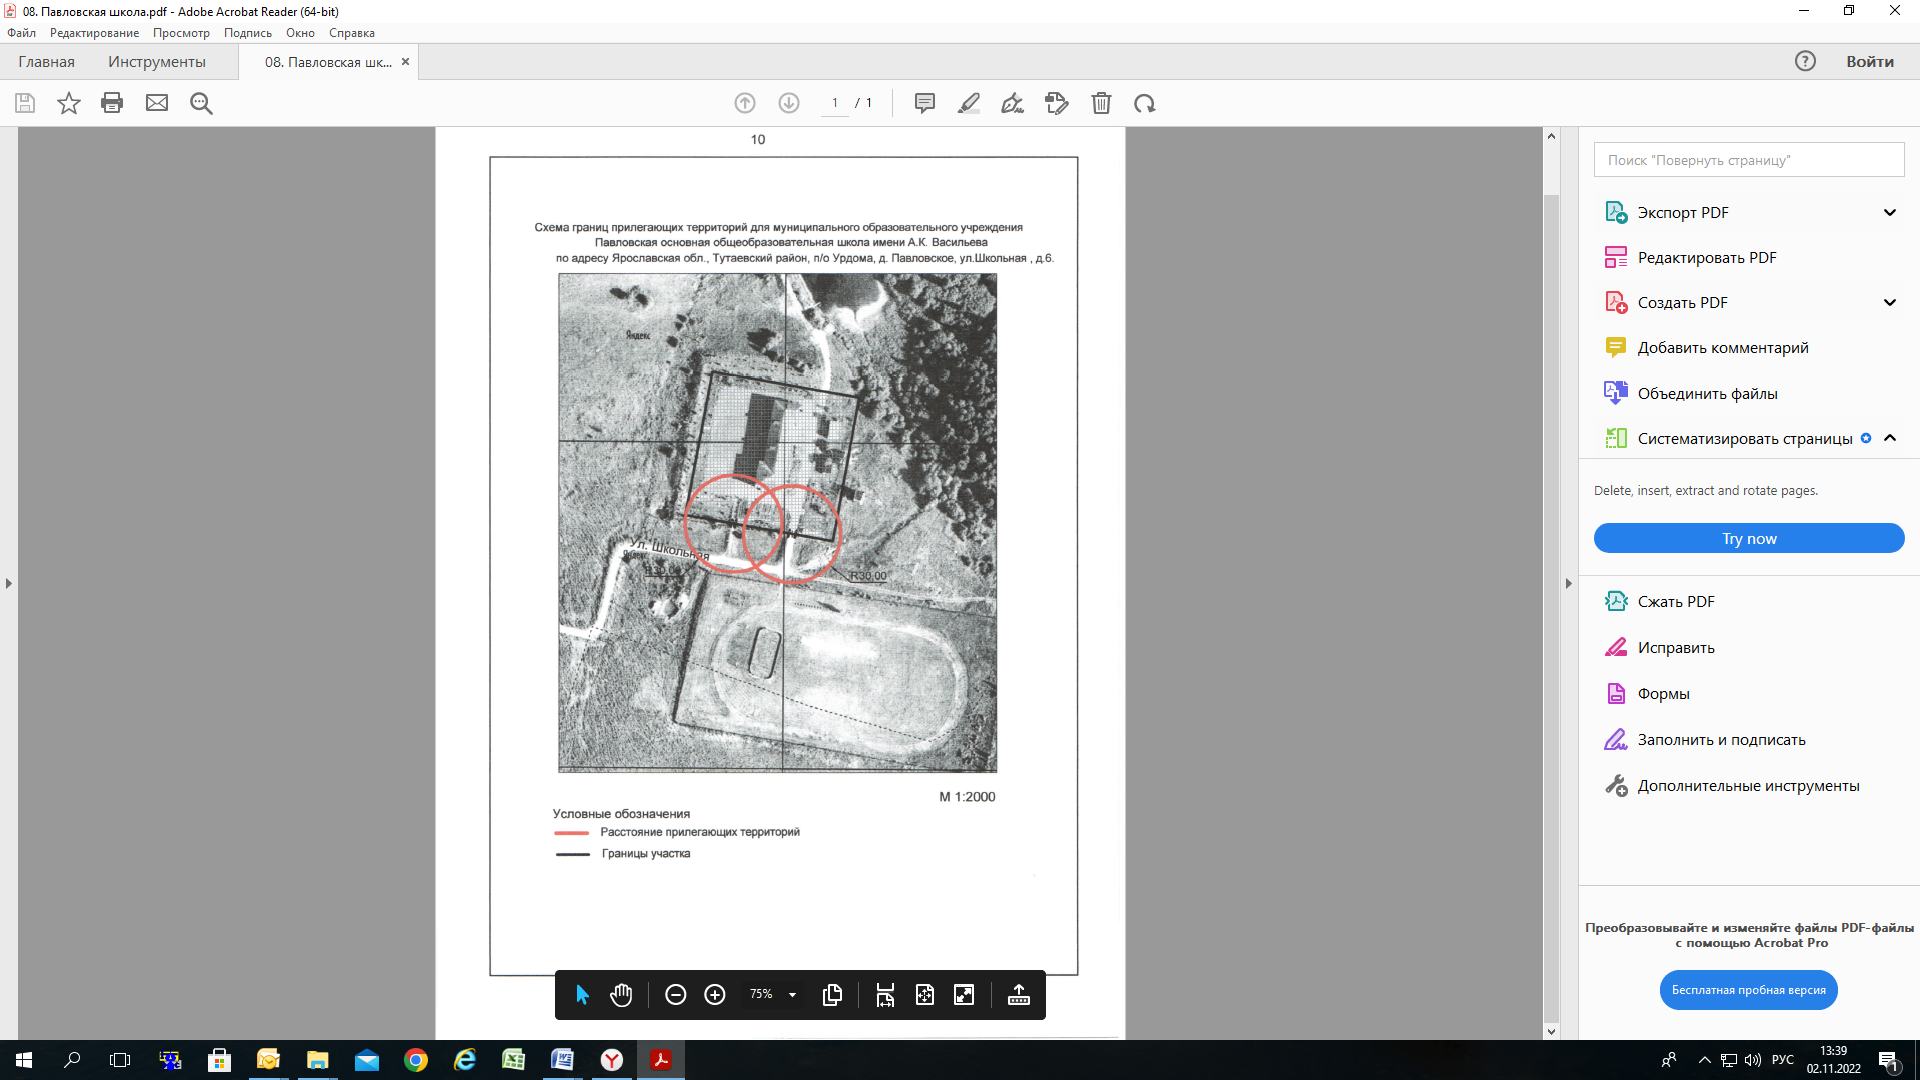 08. Павловская школа.pdf - Adobe Acrobat Reader (64-bit)
Файл Редактирование Просмотр Подпись Окно Справка
Главная Инструменты 08. Павловская шк... × ? Войти
1 / 1
10
Схема границ прилегающих территорий для муниципального образовательного учреждения
Павловская основная общеобразовательная школа имени А.К. Васильева
по адресу Ярославская обл., Тутаевский район, п/о Урдома, д. Павловское, ул.Школьная , д.6.
Яндекс
Ул. Школьная
Яндекс
R30,00
R30,00
М 1:2000
Условные обозначения
Расстояние прилегающих территорий
Границы участка
75%
Поиск "Повернуть страницу"
Экспорт PDF
Редактировать PDF
Создать PDF
Добавить комментарий
Объединить файлы
Систематизировать страницы
Delete, insert, extract and rotate pages.
Try now
Сжать PDF
Исправить
Формы
Заполнить и подписать
Дополнительные инструменты
Преобразовывайте и изменяйте файлы PDF-файлы
с помощью Acrobat Pro
Бесплатная пробная версия
РУС
13:39
02.11.2022
1